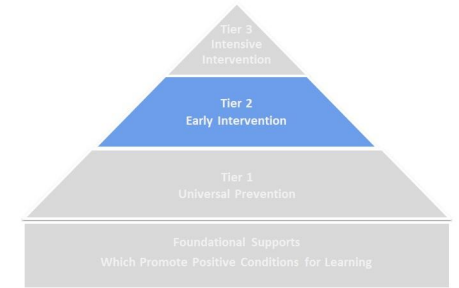 Tier 3
Intensive
Intervention
Tier 2
Early Intervention
Tier 1
Universal Prevention
Foundational Supports
Which Promote Positive Conditions for Learning